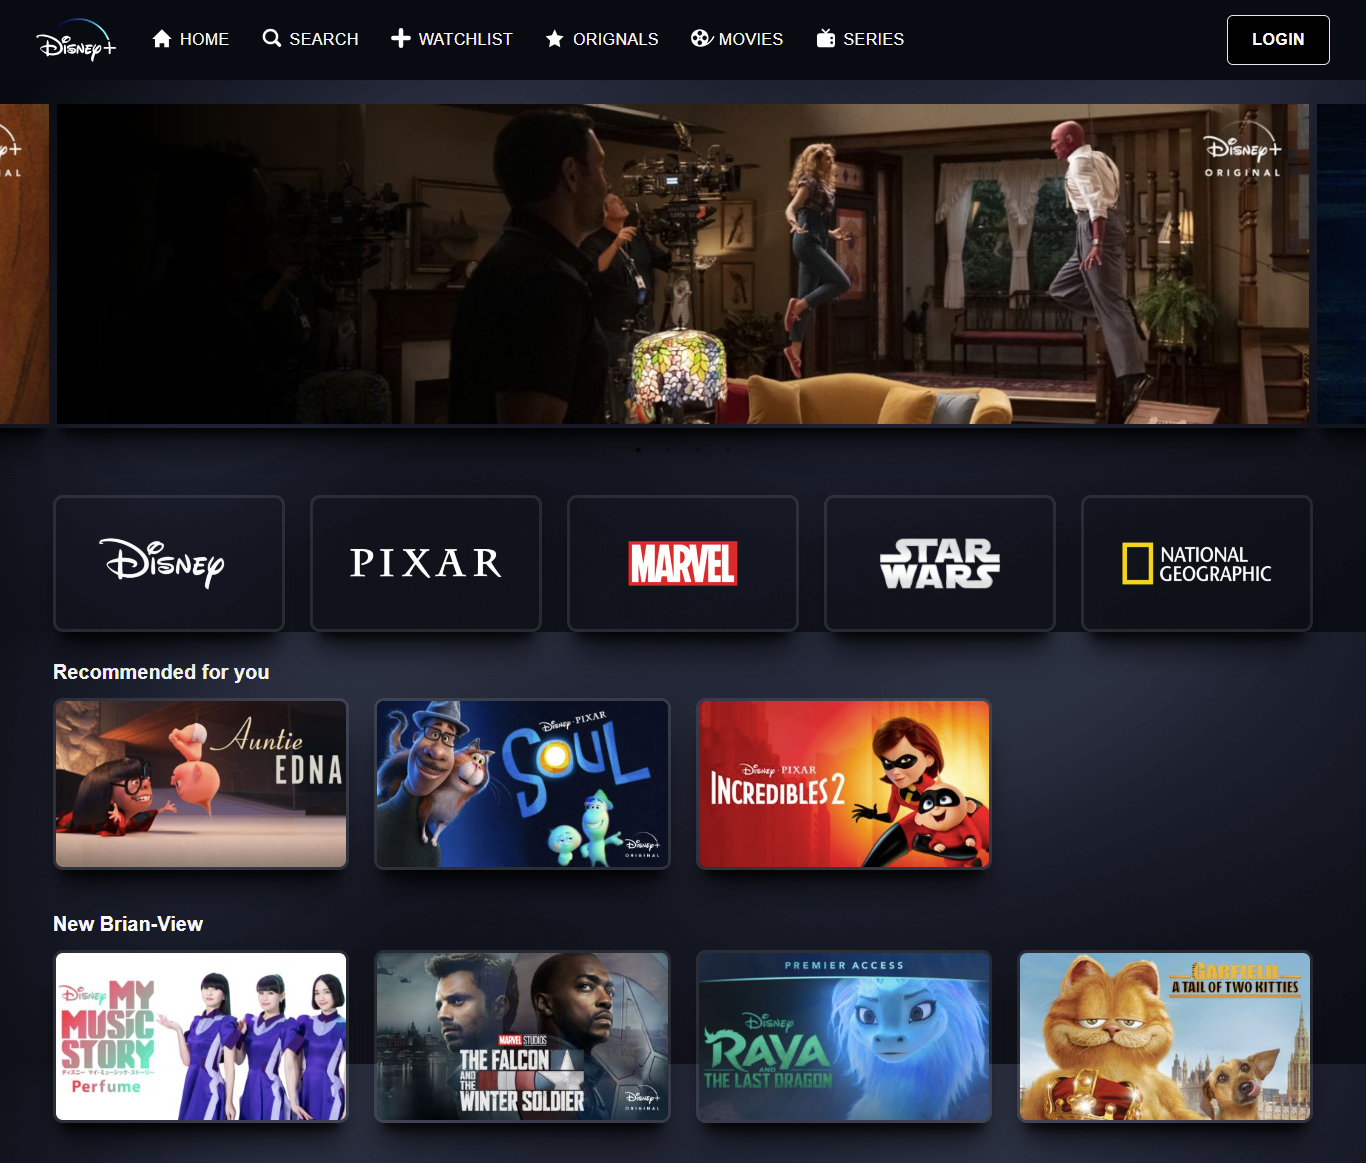 Disney+
HOME
SEARCH
WATCHLIST
ORIGNALS
MOVIES
SERIES
LOGIN
Disney+
ORIGINAL
Disney
PIXAR
MARVEL
STAR
WARS
NATIONAL
GEOGRAPHIC
Recommended for you
Auntie
EDNA
Disney · PIXAR
SOUL
Disney+
ORIGINAL
Disney · PIXAR
INCREDIBLES 2
New Brian-View
Disney MY
MUSIC
STORY
ディズニー マイ・ミュージック・ストーリー
Perfume
MARVEL STUDIOS
THE FALCON
AND THE
WINTER SOLDIER
Disney+
ORIGINAL
PREMIER ACCESS
Disney
RAYA
AND
THE LAST DRAGON
GARFIELD
A TAIL OF TWO KITTIES